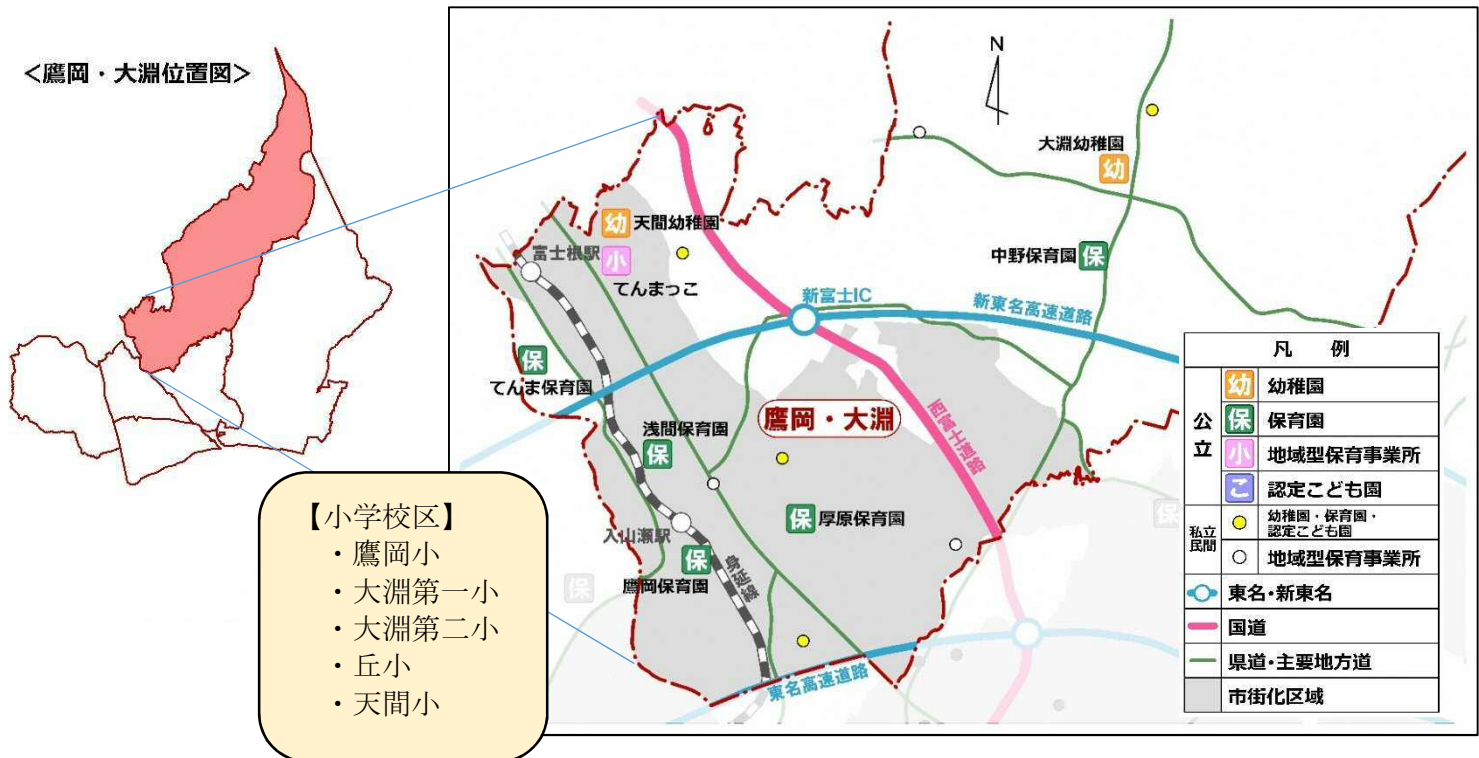 <鷹岡・大淵位置図>
【小学校区】
・鷹岡小
・大淵第一小
・大淵第二小
・丘小
・天間小
N
大淵幼稚園
幼
幼
天間幼稚園
富士根駅
小
てんまっこ
中野保育園
保
新富士IC
新東名高速道路
保
てんま保育園
鷹岡・大淵
西富士道路
浅間保育園
保
保
厚原保育園
入山瀬駅
保
鷹岡保育園
身延線
保
保
東名高速道路
凡 例
公立
幼
幼稚園
保
保育園
小
地域型保育事業所
こ
認定こども園
私立
民間
幼稚園・保育園・
認定こども園
地域型保育事業所
東名・新東名
国道
県道・主要地方道
市街化区域